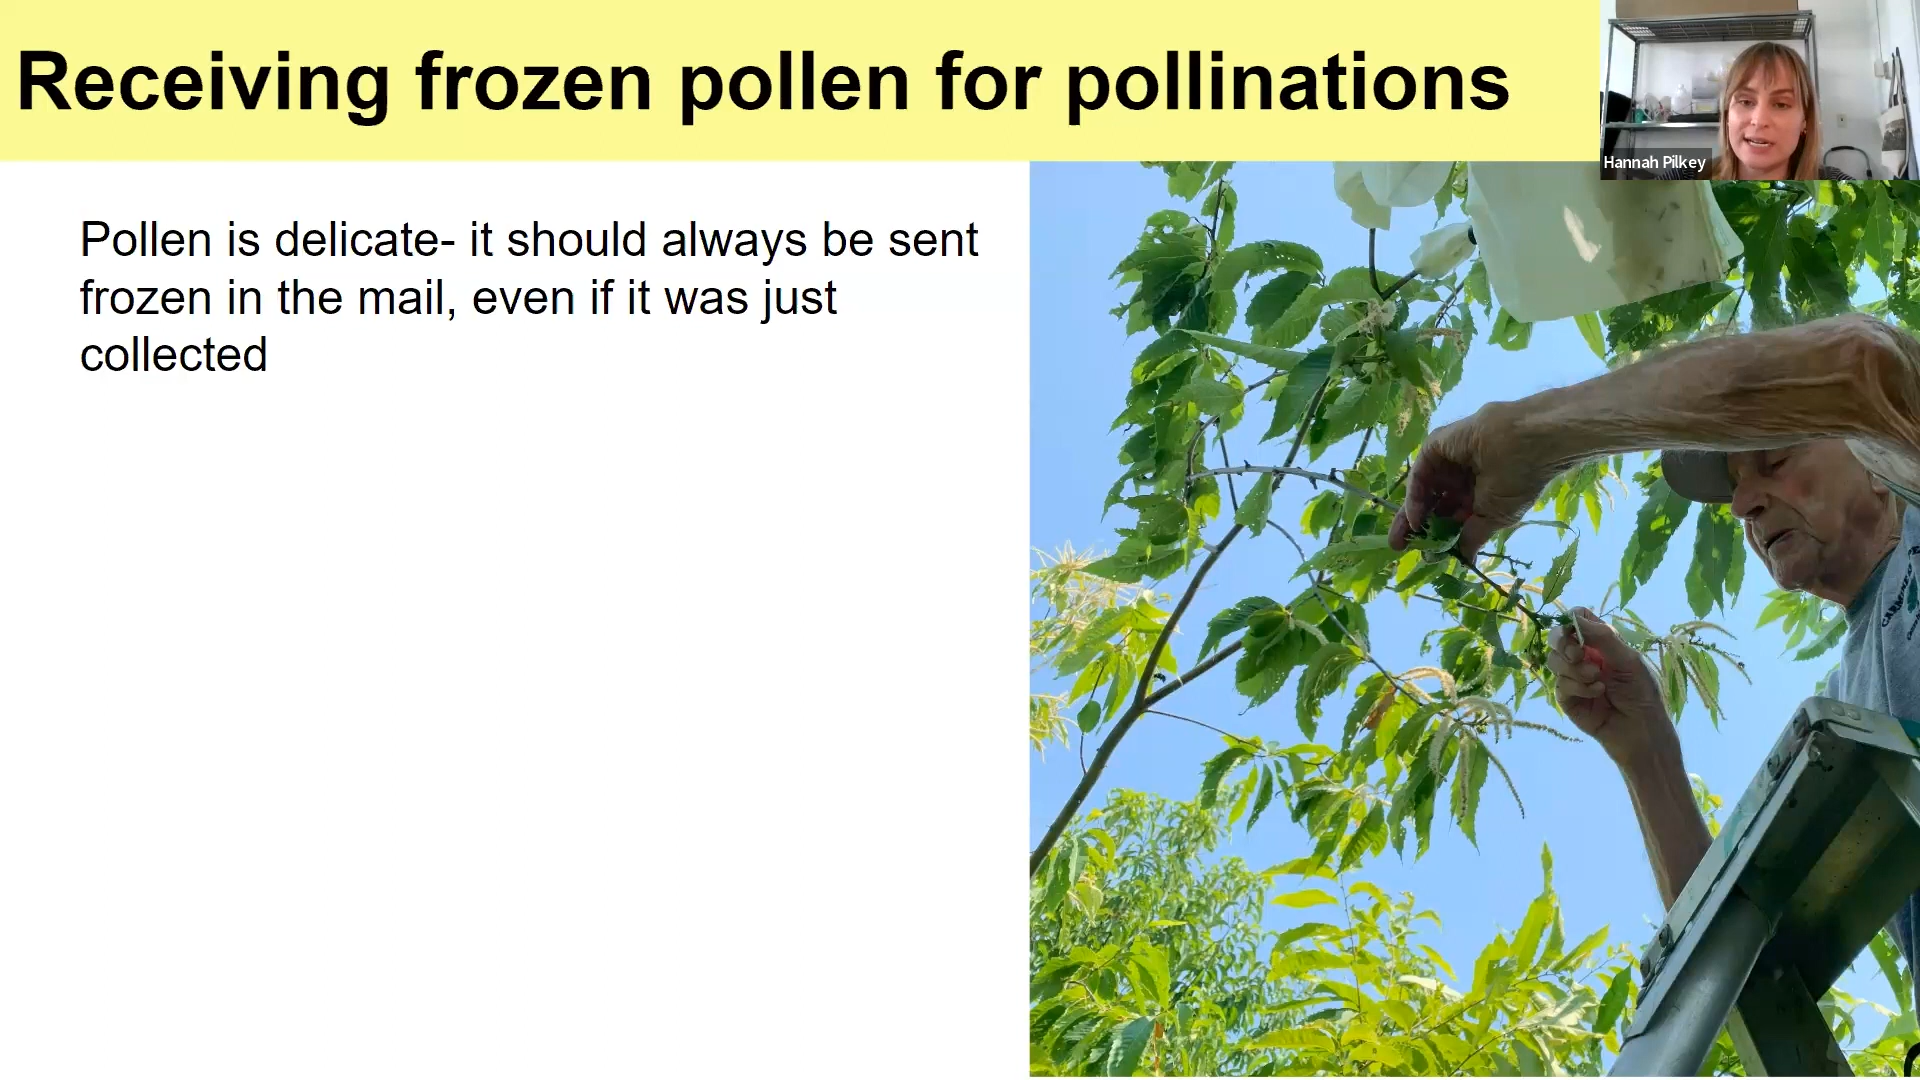 Receiving frozen pollen for pollinations
Hannah Pilkey
Pollen is delicate- it should always be sent
frozen in the mail, even if it was just
collected